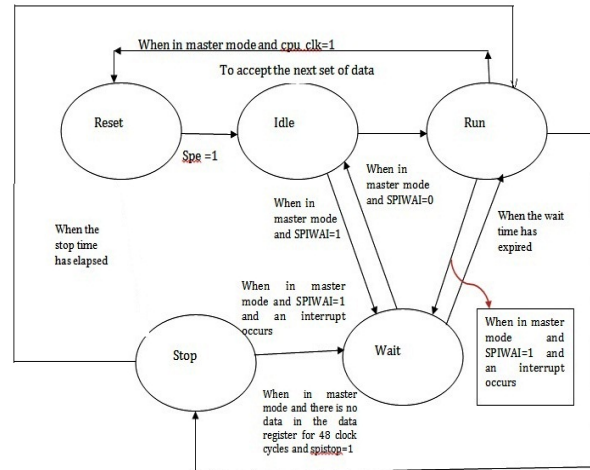 When in master mode and cpu_clk=1
To accept the next set of data
Reset
Idle
Run
Spe =1
When in
master mode
and SPIWAI=0
When in
master mode
and SPIWAI=1
When the wait
time has
expired
When the
stop time
has elapsed
When in master
mode and SPIWAI=1
and an interrupt
occurs
When in master
mode and
SPIWAI=1 and
an interrupt
occurs
Stop
Wait
When in master
mode and there is no
data in the data
register for 48 clock
cycles and spistop=1